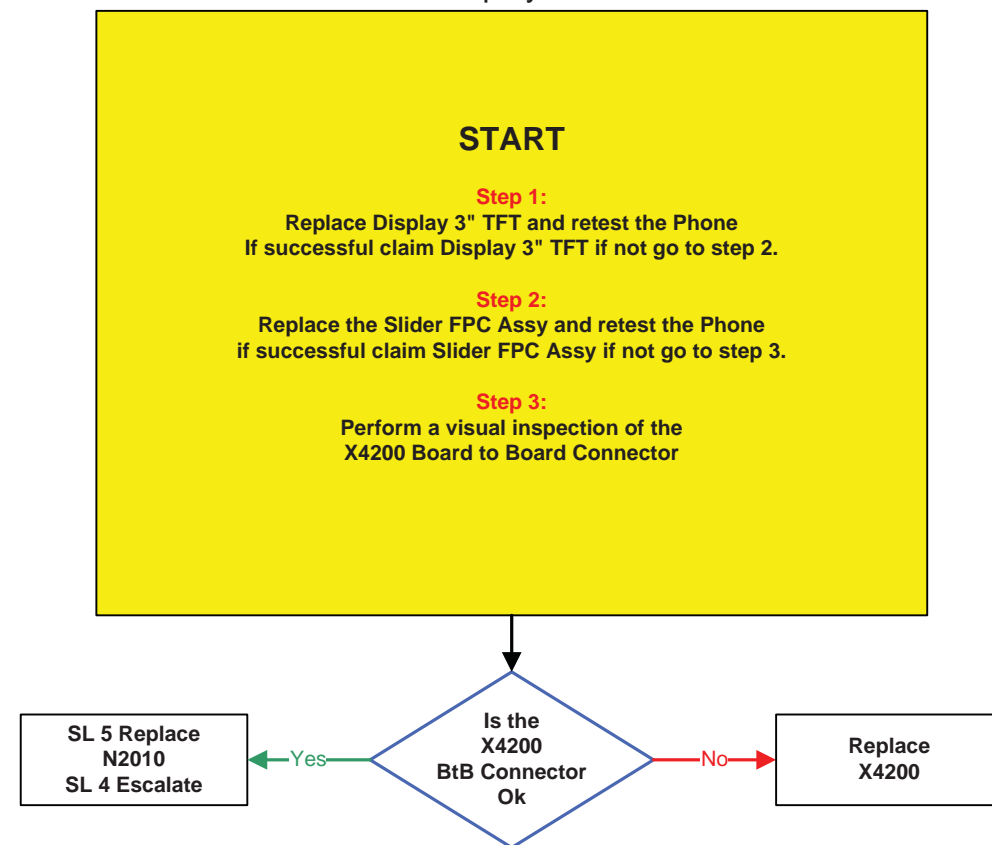 START
Step 1:
Replace Display 3" TFT and retest the Phone
If successful claim Display 3" TFT if not go to step 2.
Step 2:
Replace the Slider FPC Assy and retest the Phone
if successful claim Slider FPC Assy if not go to step 3.
Step 3:
Perform a visual inspection of the
X4200 Board to Board Connector
Is the
X4200
BtB Connector
Ok
Yes
No
SL 5 Replace
N2010
SL 4 Escalate
Replace
X4200